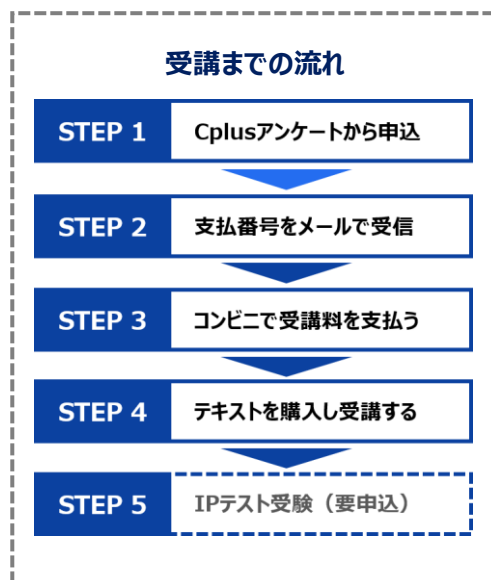 受講までの流れ
STEP 1 Cplusアンケートから申込
STEP 2 支払番号をメールで受信
STEP 3 コンビニで受講料を支払う
STEP 4 テキストを購入し受講する
STEP 5 IPテスト受験（要申込）